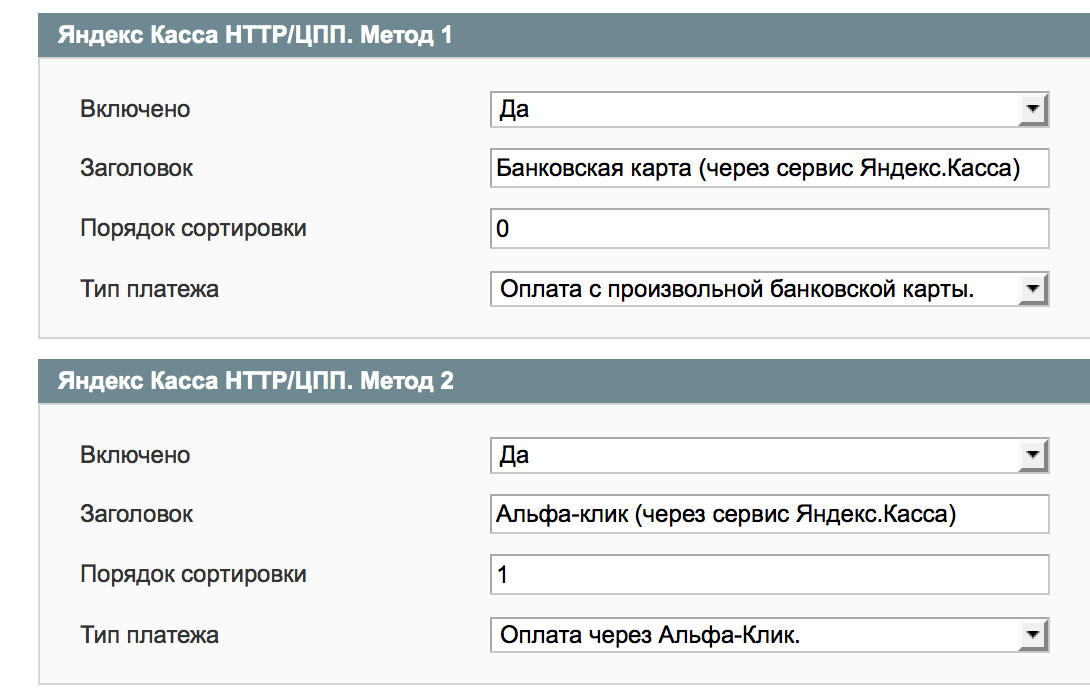 Яндекс Касса HTTP/ЦПП. Метод 1
Включено Да
Заголовок Банковская карта (через сервис Яндекс.Касса)
Порядок сортировки 0
Тип платежа Оплата с произвольной банковской карты.
Яндекс Касса HTTP/ЦПП. Метод 2
Включено Да
Заголовок Альфа-клик (через сервис Яндекс.Касса)
Порядок сортировки 1
Тип платежа Оплата через Альфа-Клик.